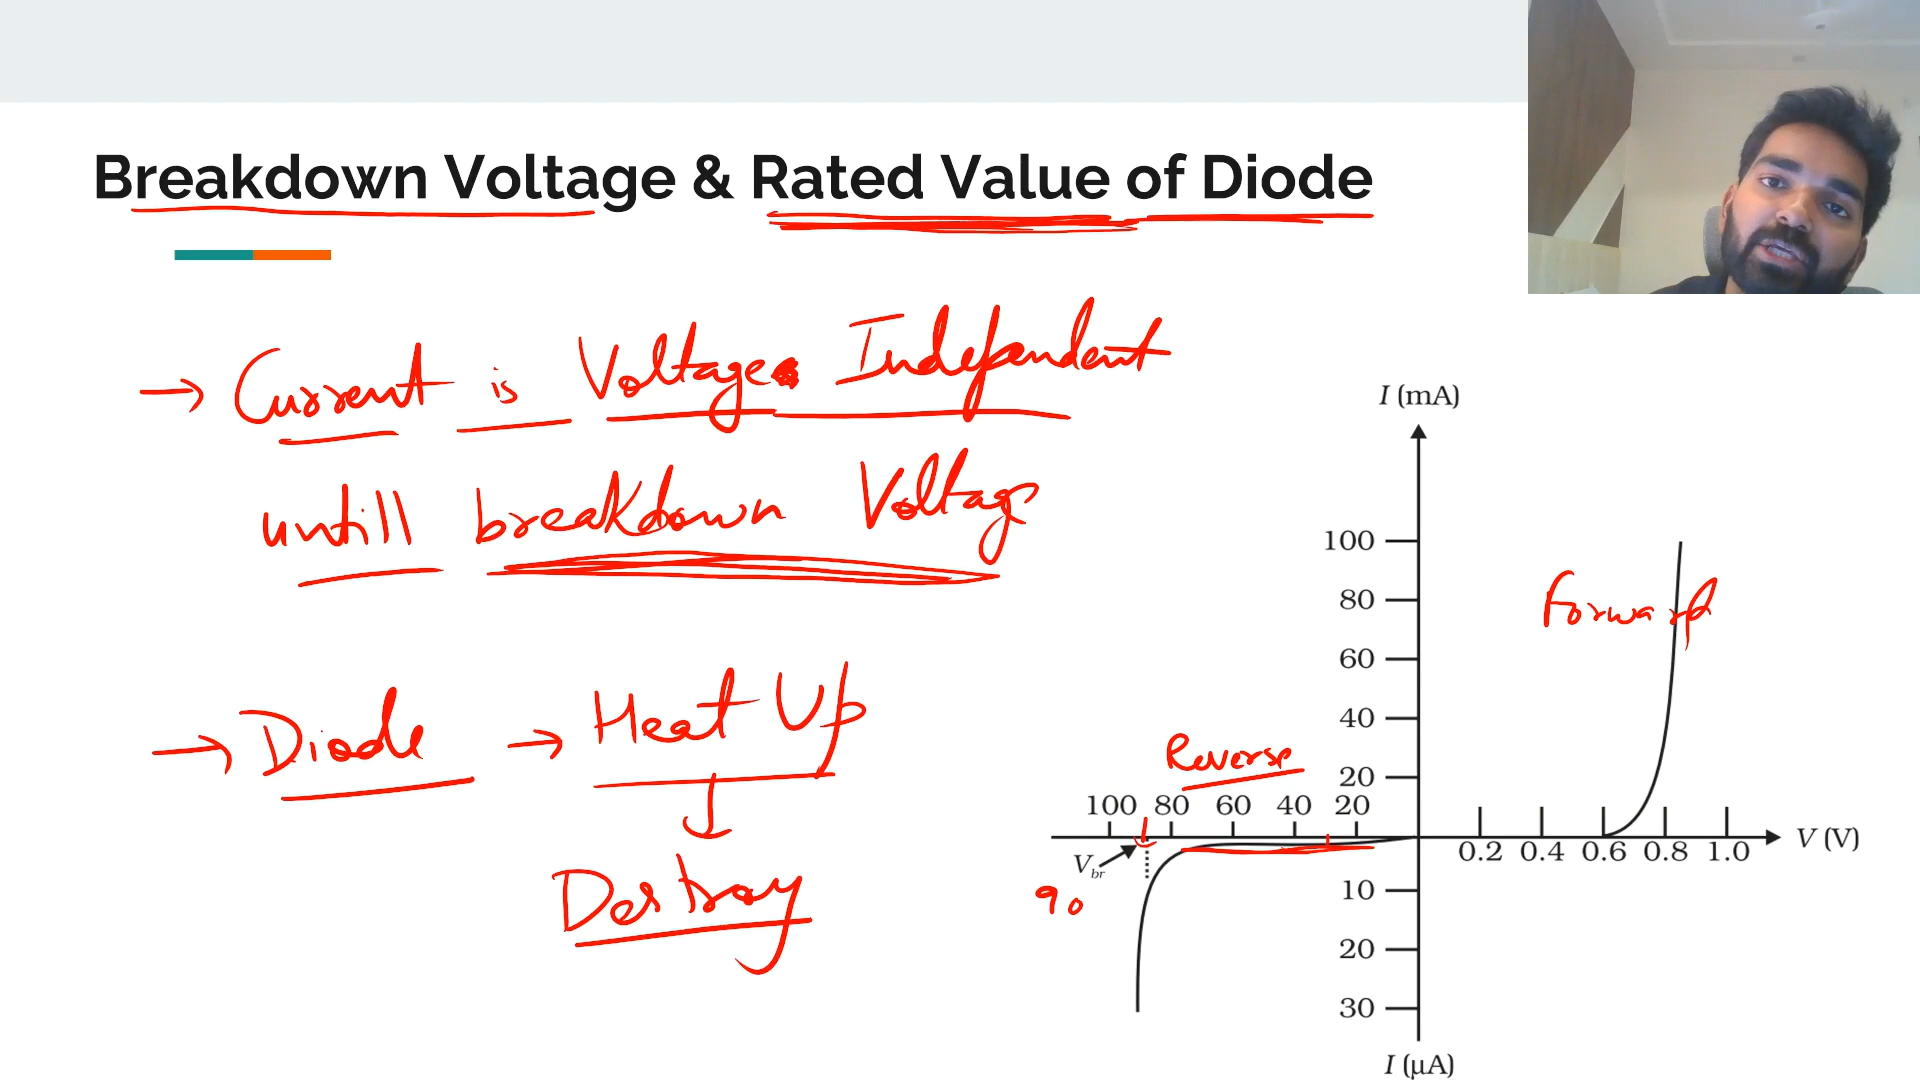 Breakdown Voltage & Rated Value of Diode
→ Current is Voltage Independent
untill breakdown Voltage
→ Diode → Heat Up
↓
Destroy
I (mA)
100
80
60
40
20
Forward
Reverse
100 80 60 40 20
V (V)
0.2 0.4 0.6 0.8 1.0
Vbr
90
10
20
30
I (μA)